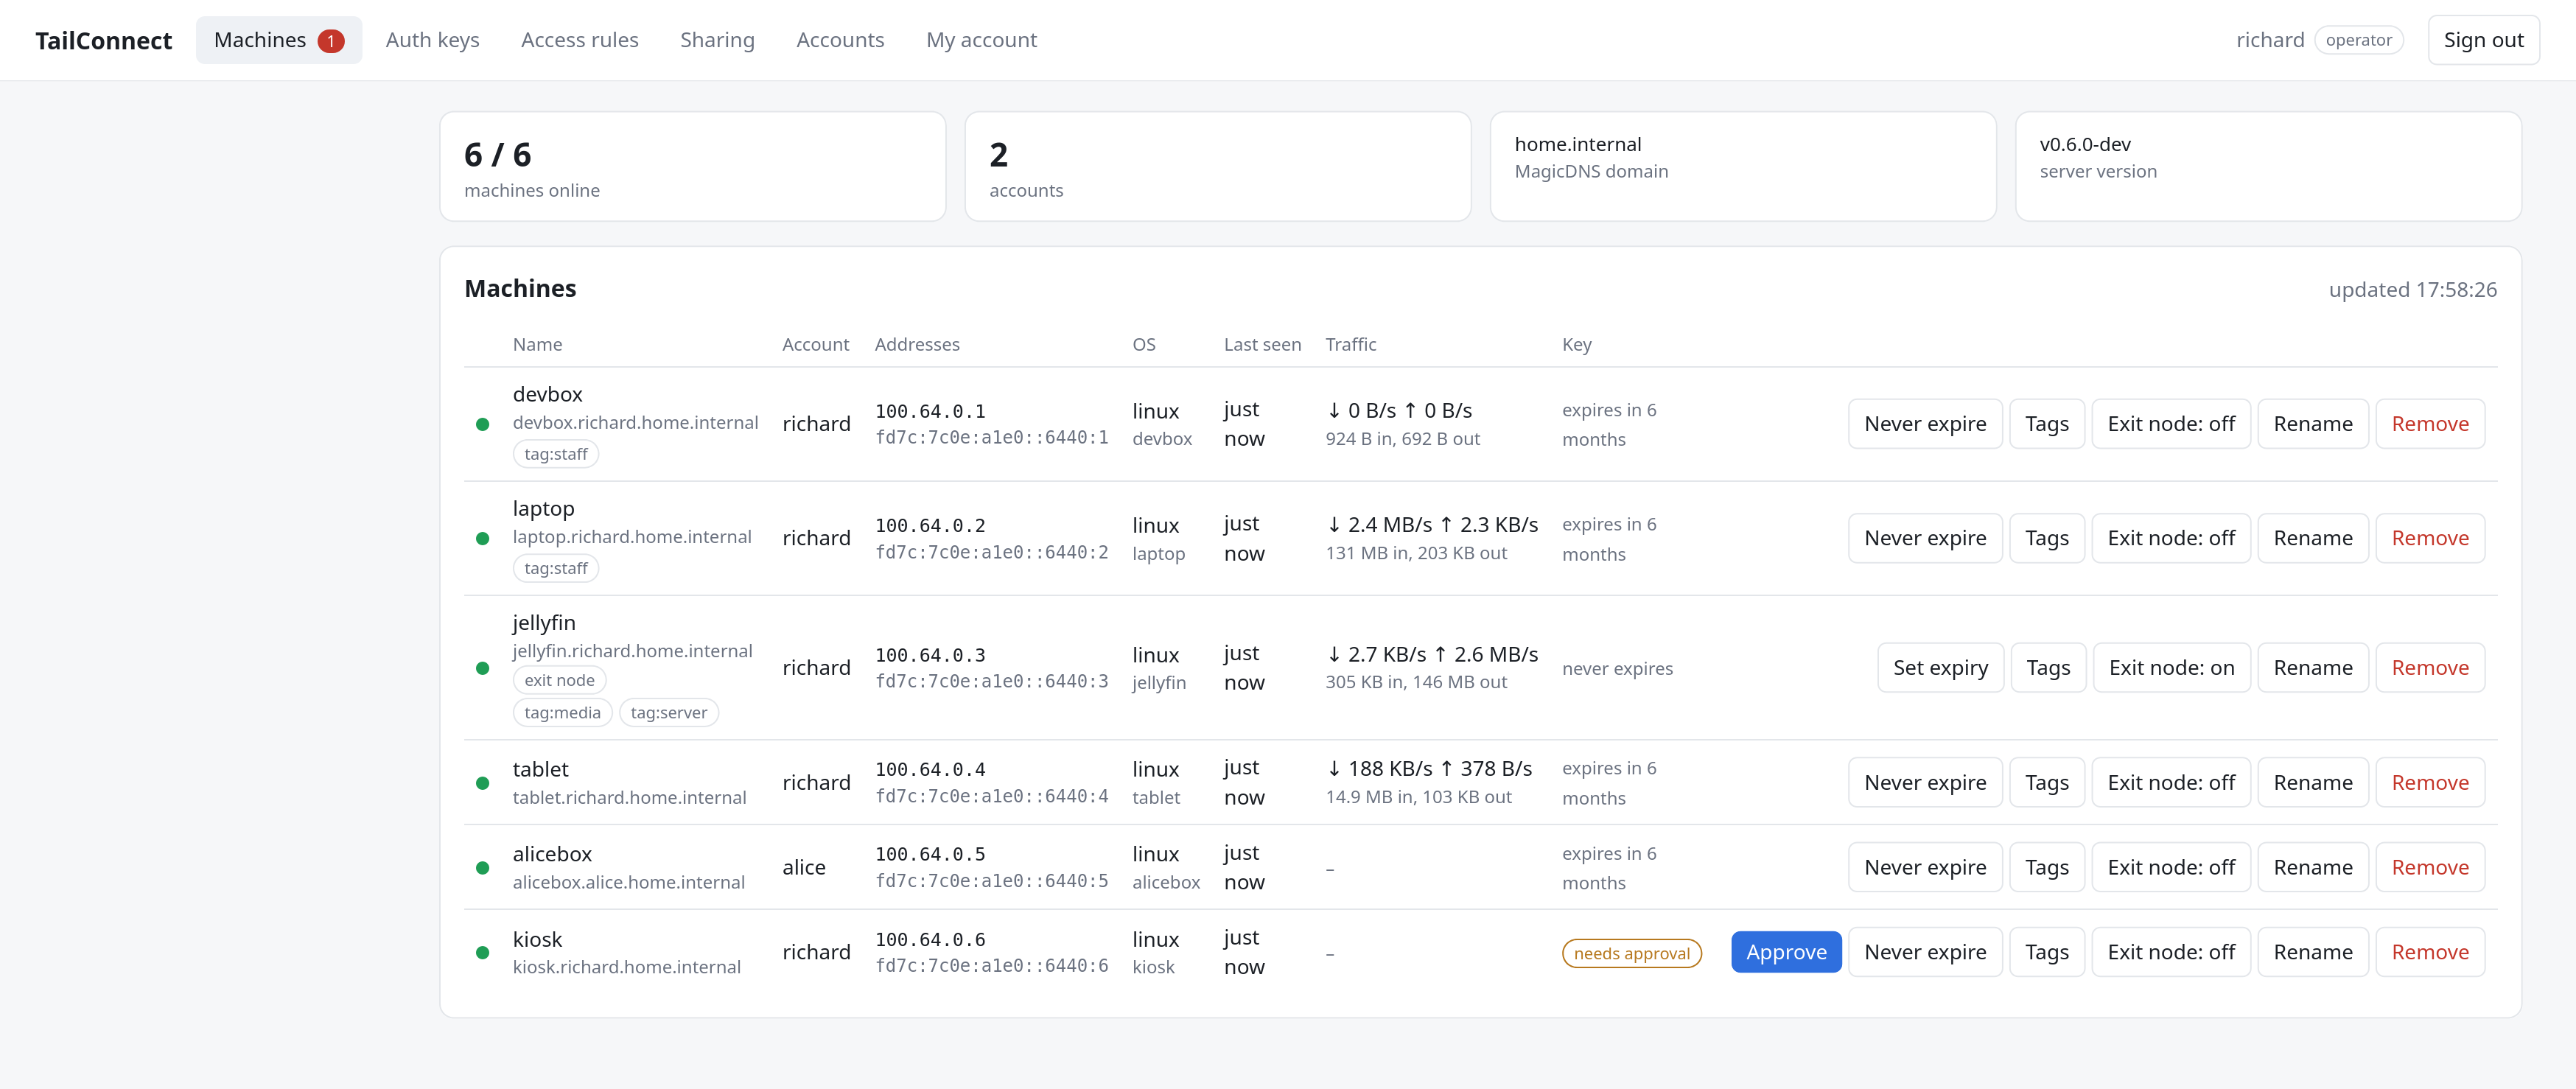 TailConnect Machines 1 Auth keys Access rules Sharing Accounts My account richard operator Sign out
6 / 6
machines online
2
accounts
home.internal
MagicDNS domain
v0.6.0-dev
server version
Machines updated 17:58:26
Name Account Addresses OS Last seen Traffic Key
devbox
devbox.richard.home.internal
tag:staff
richard
100.64.0.1
fd7c:7c0e:a1e0::6440:1
linux
devbox
just
now
↓ 0 B/s ↑ 0 B/s
924 B in, 692 B out
expires in 6
months
Never expire Tags Exit node: off Rename Remove
laptop
laptop.richard.home.internal
tag:staff
richard
100.64.0.2
fd7c:7c0e:a1e0::6440:2
linux
laptop
just
now
↓ 2.4 MB/s ↑ 2.3 KB/s
131 MB in, 203 KB out
expires in 6
months
Never expire Tags Exit node: off Rename Remove
jellyfin
jellyfin.richard.home.internal
exit node
tag:media tag:server
richard
100.64.0.3
fd7c:7c0e:a1e0::6440:3
linux
jellyfin
just
now
↓ 2.7 KB/s ↑ 2.6 MB/s
305 KB in, 146 MB out
never expires
Set expiry Tags Exit node: on Rename Remove
tablet
tablet.richard.home.internal
richard
100.64.0.4
fd7c:7c0e:a1e0::6440:4
linux
tablet
just
now
↓ 188 KB/s ↑ 378 B/s
14.9 MB in, 103 KB out
expires in 6
months
Never expire Tags Exit node: off Rename Remove
alicebox
alicebox.alice.home.internal
alice
100.64.0.5
fd7c:7c0e:a1e0::6440:5
linux
alicebox
just
now
–
expires in 6
months
Never expire Tags Exit node: off Rename Remove
kiosk
kiosk.richard.home.internal
richard
100.64.0.6
fd7c:7c0e:a1e0::6440:6
linux
kiosk
just
now
–
needs approval
Approve Never expire Tags Exit node: off Rename Remove